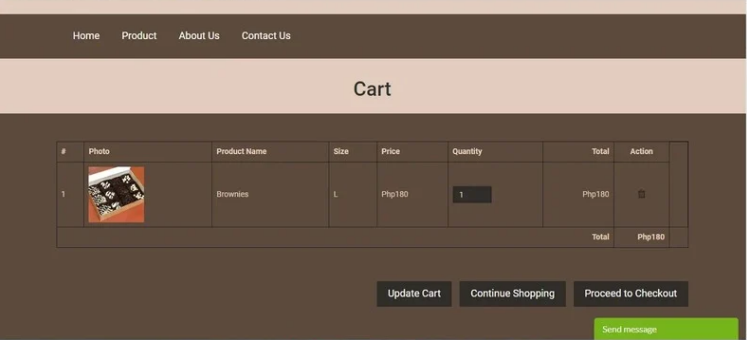 Home Product About Us Contact Us
Cart
# Photo Product Name Size Price Quantity Total Action
1 Brownies L Php180 1 Php180
Total Php180
Update Cart Continue Shopping Proceed to Checkout
Send message